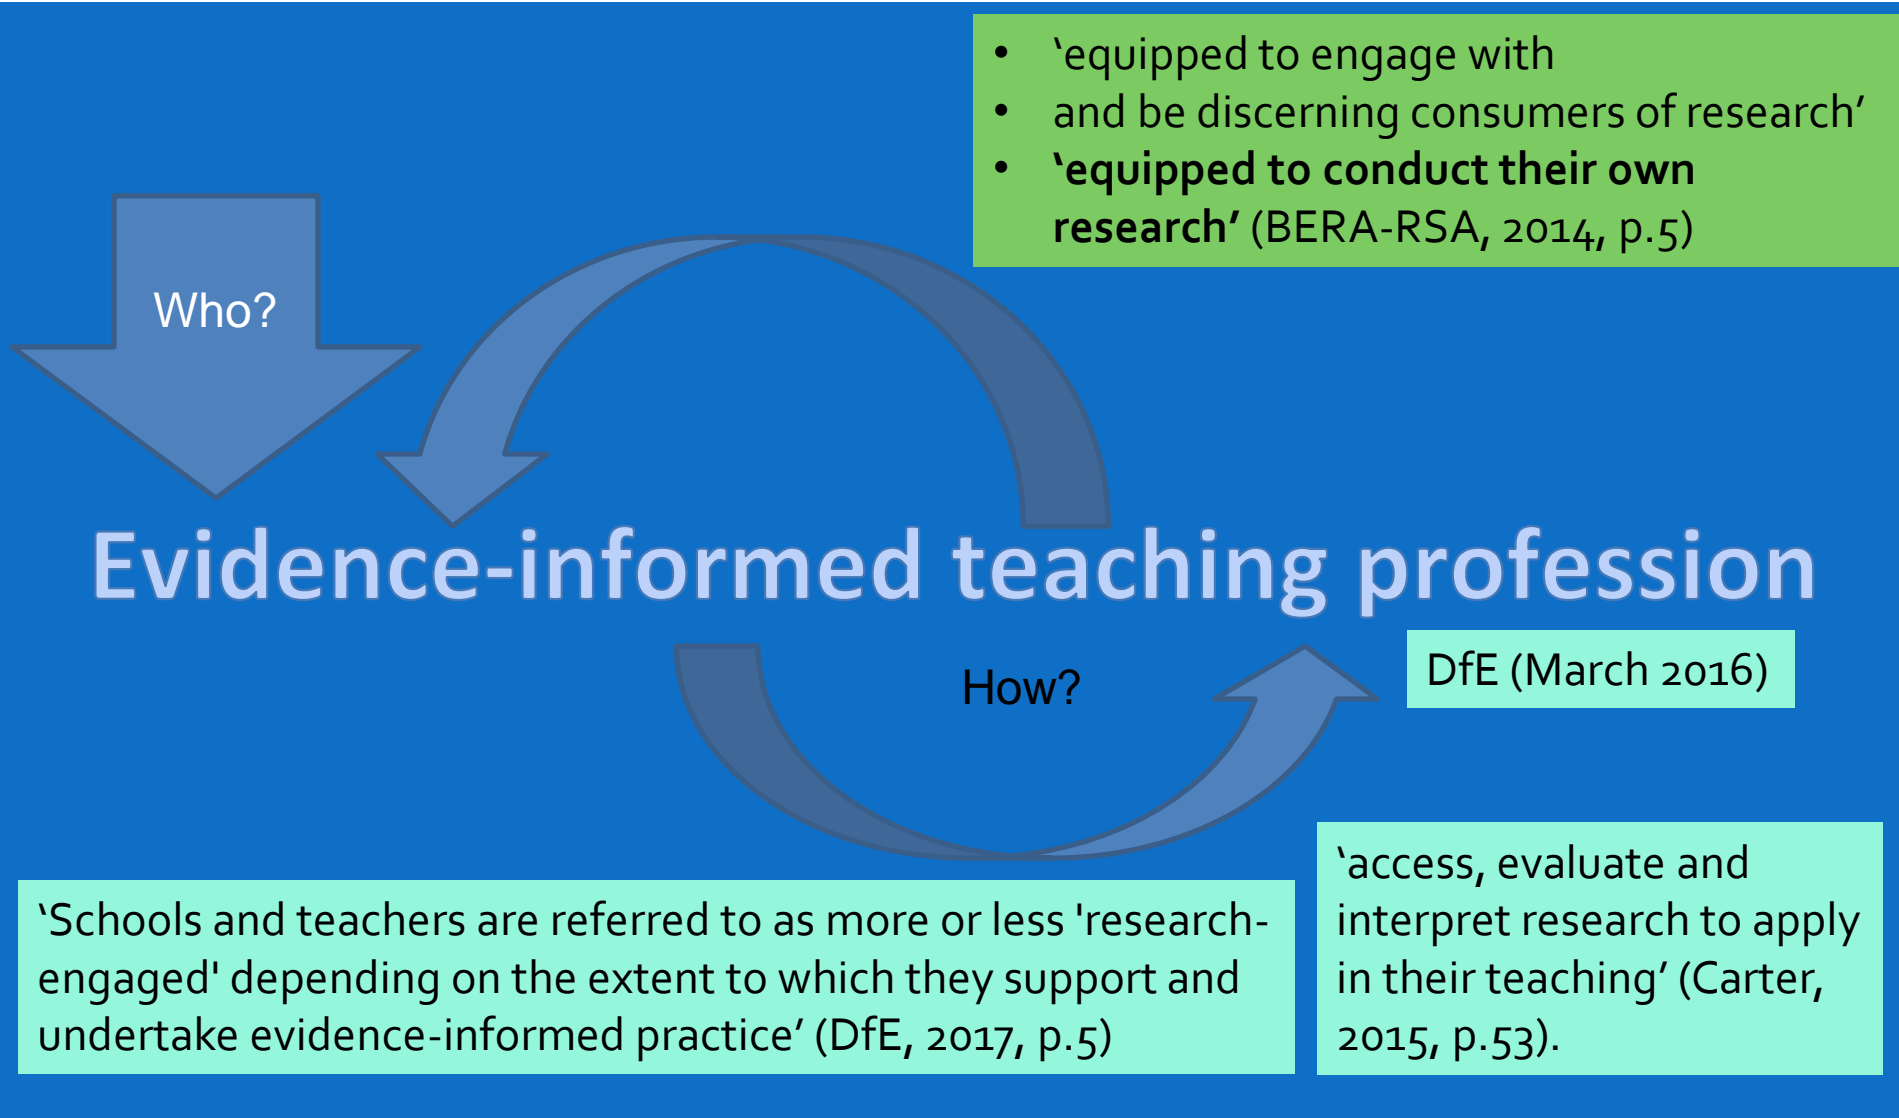 • ‘equipped to engage with
• and be discerning consumers of research’
• ‘equipped to conduct their own
research’ (BERA-RSA, 2014, p.5)
Who?
Evidence-informed teaching profession
How?
DfE (March 2016)
‘Schools and teachers are referred to as more or less 'research-
engaged' depending on the extent to which they support and
undertake evidence-informed practice’ (DfE, 2017, p.5)
‘access, evaluate and
interpret research to apply
in their teaching’ (Carter,
2015, p.53).